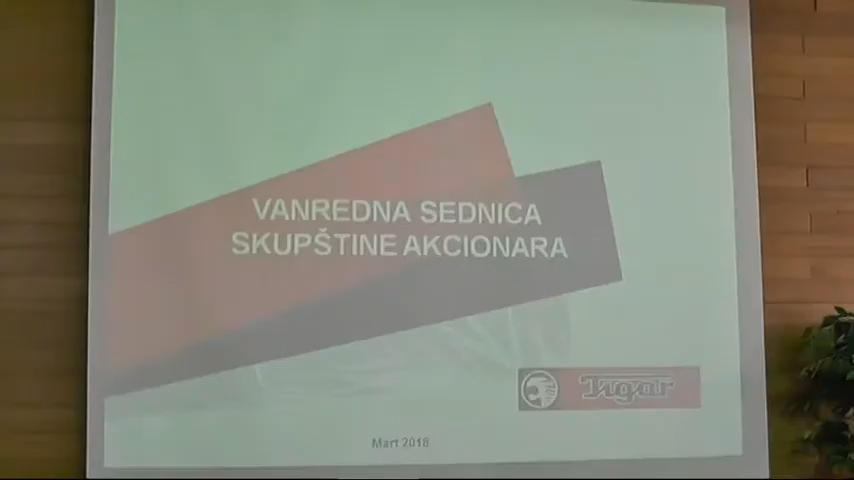 VANREDNA SEDNICA
SKUPŠTINE AKCIONARA
Tigar
Mart 2018